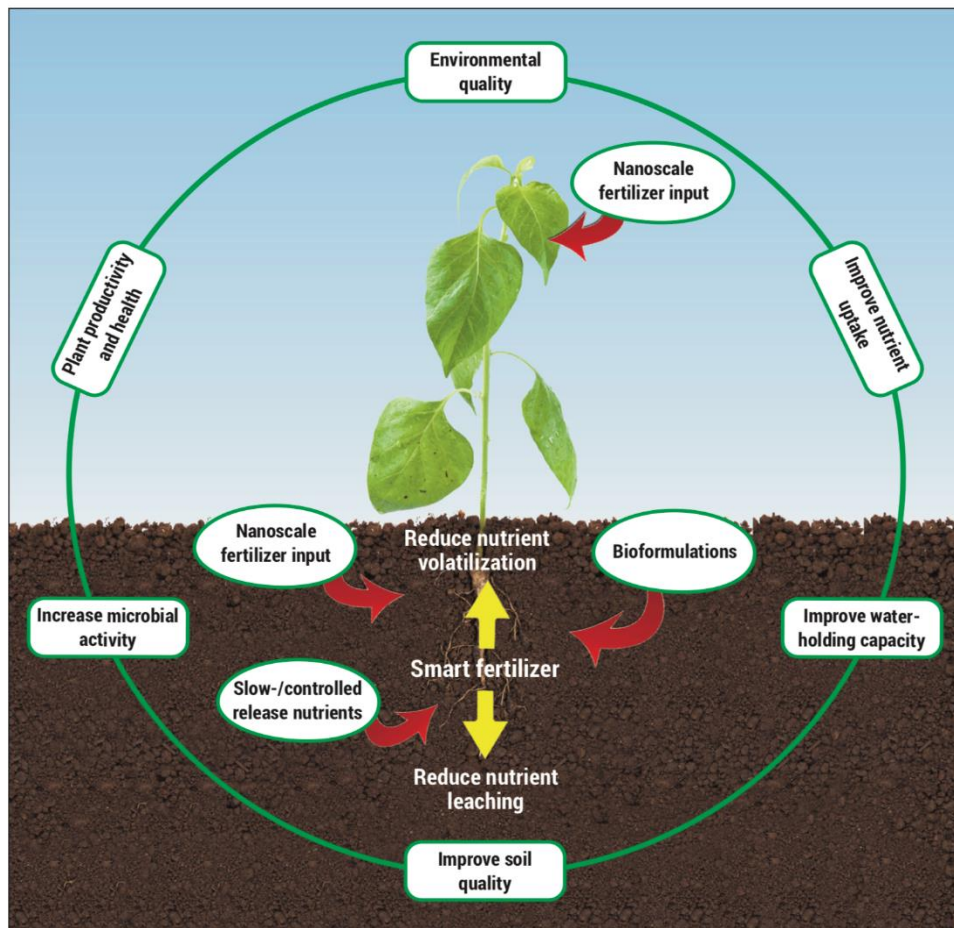 Environmental
quality
Nanoscale
fertilizer input
Plant productivity
and health
Improve nutrient
uptake
Nanoscale
fertilizer input
Reduce nutrient
volatilization
Bioformulations
Increase microbial
activity
Improve water-
holding capacity
Smart fertilizer
Slow-/controlled
release nutrients
Reduce nutrient
leaching
Improve soil
quality